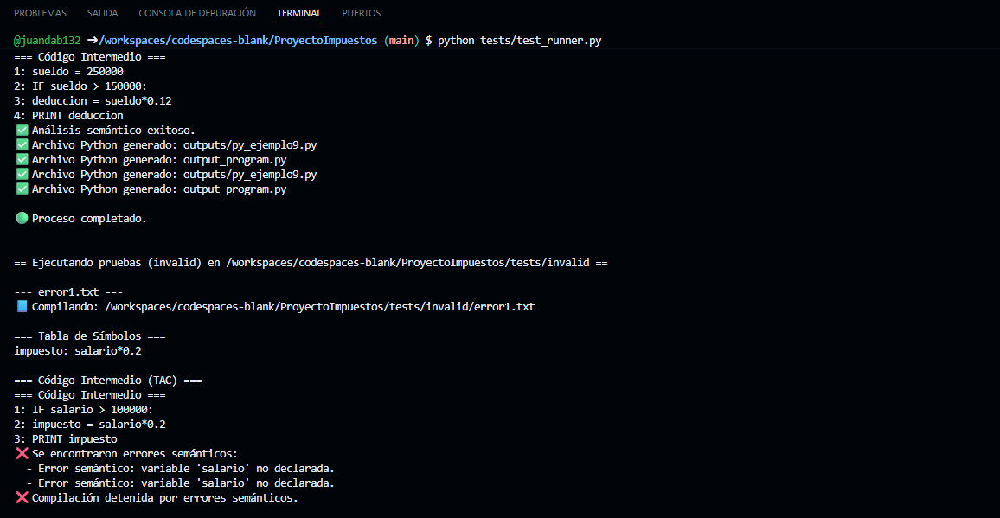 PROBLEMAS SALIDA CONSOLA DE DEPURACIÓN TERMINAL PUERTOS
@juandab132 ➜/workspaces/codespaces-blank/ProyectoImpuestos (main) $ python tests/test_runner.py
=== Código Intermedio ===
1: sueldo = 250000
2: IF sueldo > 150000:
3: deduccion = sueldo*0.12
4: PRINT deduccion
✅ Análisis semántico exitoso.
✅ Archivo Python generado: outputs/py_ejemplo9.py
✅ Archivo Python generado: output_program.py
✅ Archivo Python generado: outputs/py_ejemplo9.py
✅ Archivo Python generado: output_program.py
🟢 Proceso completado.
== Ejecutando pruebas (invalid) en /workspaces/codespaces-blank/ProyectoImpuestos/tests/invalid ==
--- error1.txt ---
📘 Compilando: /workspaces/codespaces-blank/ProyectoImpuestos/tests/invalid/error1.txt
=== Tabla de Símbolos ===
impuesto: salario*0.2
=== Código Intermedio (TAC) ===
=== Código Intermedio ===
1: IF salario > 100000:
2: impuesto = salario*0.2
3: PRINT impuesto
❌ Se encontraron errores semánticos:
- Error semántico: variable 'salario' no declarada.
- Error semántico: variable 'salario' no declarada.
❌ Compilación detenida por errores semánticos.